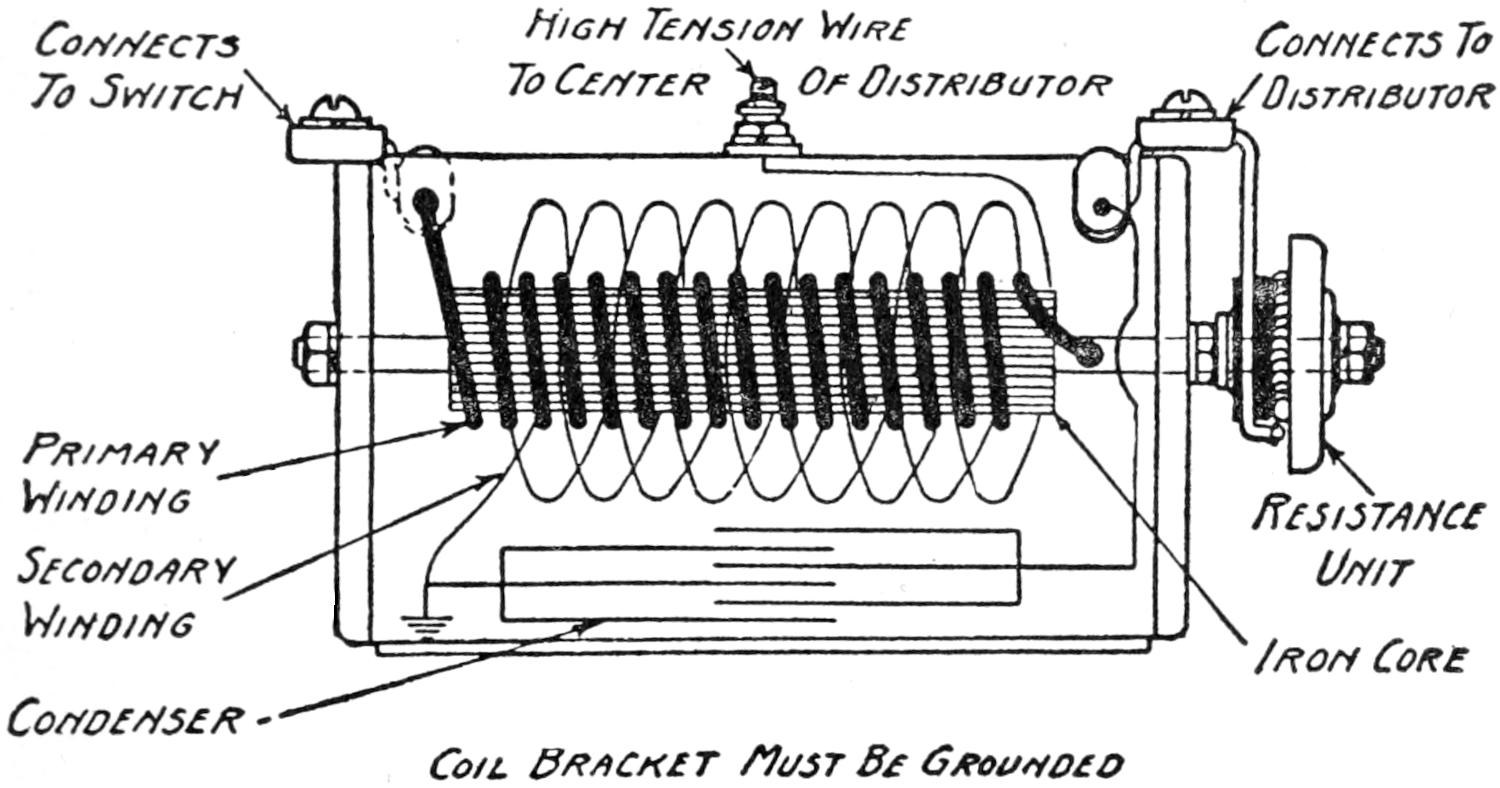 CONNECTS
TO SWITCH
HIGH TENSION WIRE
TO CENTER OF DISTRIBUTOR
CONNECTS TO
DISTRIBUTOR
PRIMARY
WINDING
SECONDARY
WINDING
CONDENSER
RESISTANCE
UNIT
IRON CORE
COIL BRACKET MUST BE GROUNDED